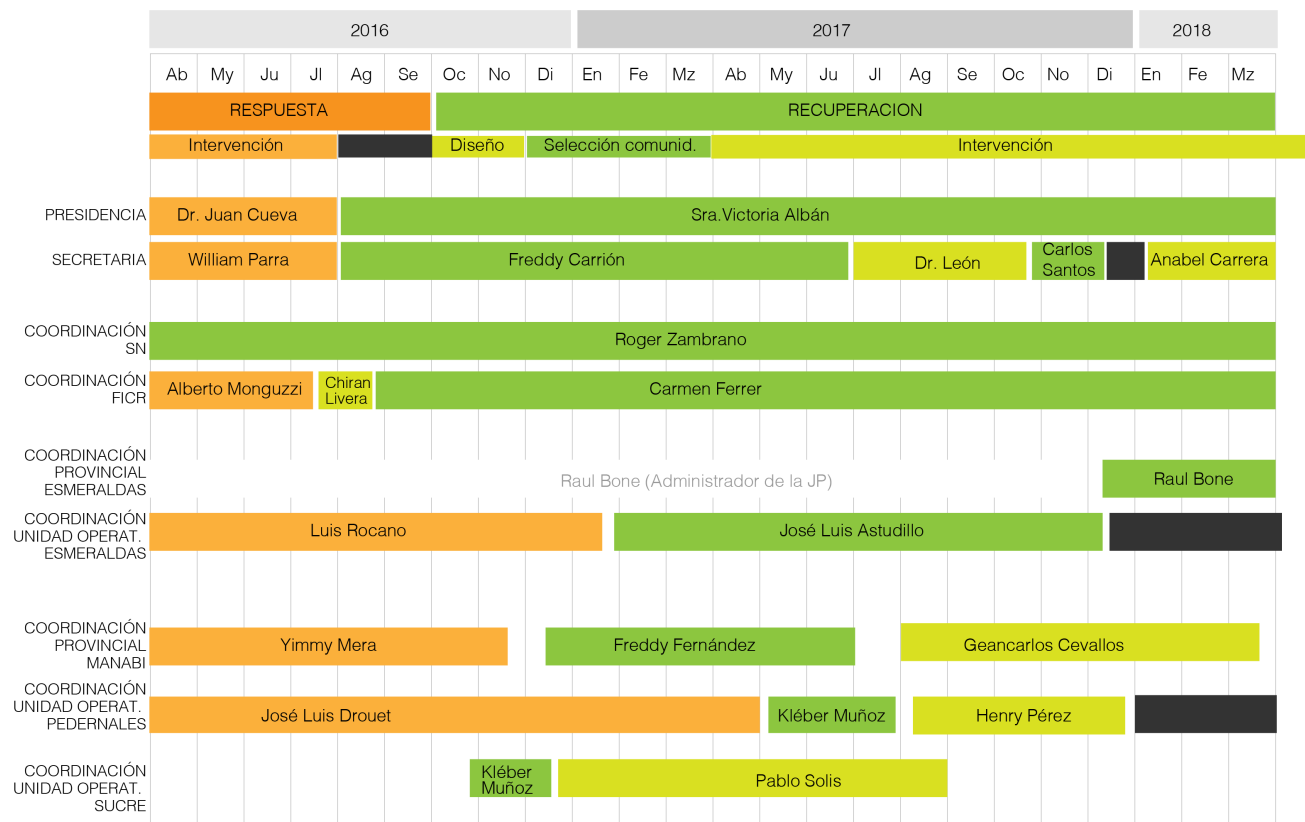 2016 2017 2018
Ab My Ju Jl Ag Se Oc No Di En Fe Mz Ab My Ju Jl Ag Se Oc No Di En Fe Mz
RESPUESTA RECUPERACION
Intervención Diseño Selección comunid. Intervención
PRESIDENCIA Dr. Juan Cueva Sra.Victoria Albán
SECRETARIA William Parra Freddy Carrión Dr. León Carlos
Santos Anabel Carrera
COORDINACIÓN
SN Roger Zambrano
COORDINACIÓN
FICR Alberto Monguzzi Chiran
Livera Carmen Ferrer
COORDINACIÓN
PROVINCIAL
ESMERALDAS Raul Bone (Administrador de la JP) Raul Bone
COORDINACIÓN
UNIDAD OPERAT.
ESMERALDAS Luis Rocano José Luis Astudillo
COORDINACIÓN
PROVINCIAL
MANABI Yimmy Mera Freddy Fernández Geancarlos Cevallos
COORDINACIÓN
UNIDAD OPERAT.
PEDERNALES José Luis Drouet Kléber Muñoz Henry Pérez
COORDINACIÓN
UNIDAD OPERAT.
SUCRE Kléber
Muñoz Pablo Solis